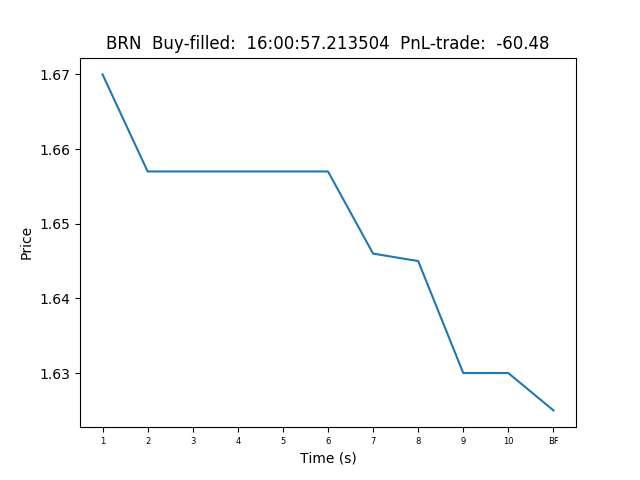 BRN  Buy-filled:  16:00:57.213504  PnL-trade:  -60.48
1.67
1.66
1.65
1.64
1.63
Price
1 2 3 4 5 6 7 8 9 10 BF
Time (s)